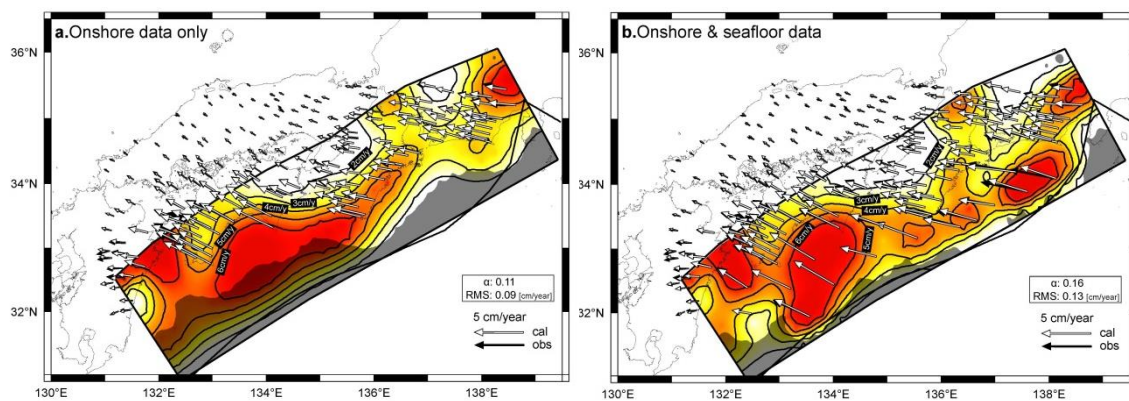 a.Onshore data only
36°N
34°N
32°N
2cm/y
3cm/y
4cm/y
5cm/y
6cm/y
α: 0.11
RMS: 0.09 [cm/year]
5 cm/year
cal
obs
130°E 132°E 134°E 136°E 138°E
b.Onshore & seafloor data
36°N
34°N
32°N
2cm/y
3cm/y
4cm/y
5cm/y
6cm/y
α: 0.16
RMS: 0.13 [cm/year]
5 cm/year
cal
obs
130°E 132°E 134°E 136°E 138°E